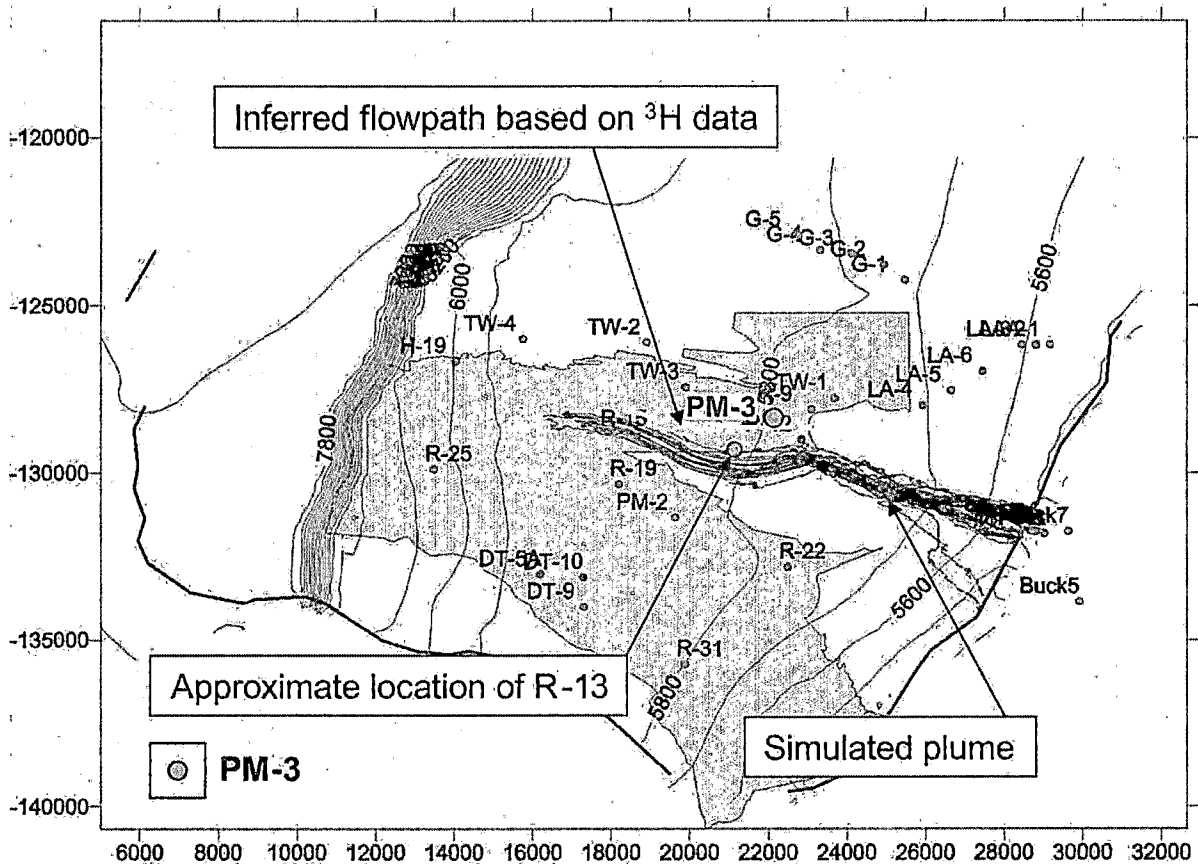 Inferred flowpath based on ³H data
-120000
G-5
G-4
G-3
G-2
G-1
5600
6000
-125000
TW-4
TW-2
LA-1
H-19
LA-6
TW-3
LA-5
TW-1
LA-4
PM-3
R-15
7800
R-25
-130000
R-19
PM-2
R-22
DT-5A
DT-10
DT-9
Buck5
5600
-135000
R-31
Approximate location of R-13
5800
Simulated plume
PM-3
-140000
6000 8000 10000 12000 14000 16000 18000 20000 22000 24000 26000 28000 30000 32000